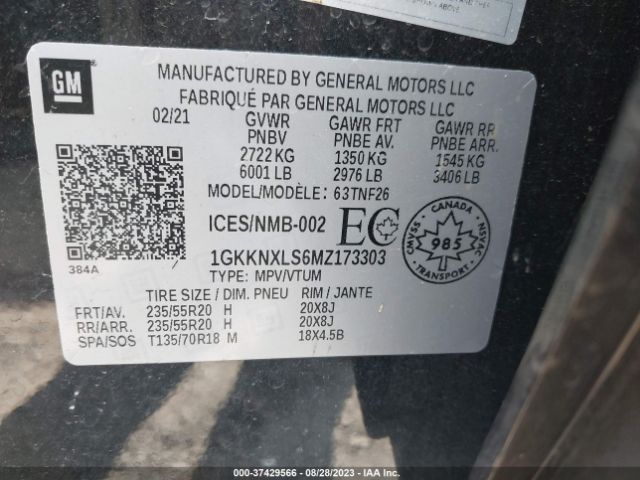 ABOVE.
GM
MANUFACTURED BY GENERAL MOTORS LLC
FABRIQUÉ PAR GENERAL MOTORS LLC
02/21 GVWR GAWR FRT GAWR RR
PNBV PNBE AV. PNBE ARR.
2722 KG 1350 KG 1545 KG
6001 LB 2976 LB 3406 LB
MODEL/MODÈLE: 63TNF26
ICES/NMB-002 EC
384A
1GKKNXLS6MZ173303
TYPE: MPV/VTUM
CANADA
CMVSS 985 NSVAC
TRANSPORT
TIRE SIZE / DIM. PNEU RIM / JANTE
FRT/AV. 235/55R20 H 20X8J
RR/ARR. 235/55R20 H 20X8J
SPA/SOS T135/70R18 M 18X4.5B
000-37429566 - 08/28/2023 - IAA Inc.